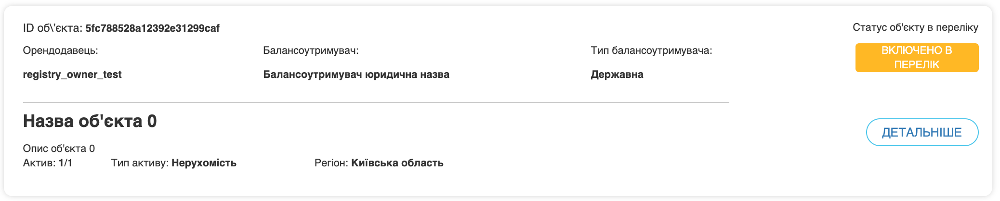 ID об\'єкта: 5fc788528a12392e31299caf
Статус об'єкту в переліку
Орендодавець:
Балансоутримувач:
Тип балансоутримувача:
ВКЛЮЧЕНО В
ПЕРЕЛІК
registry_owner_test
Балансоутримувач юридична назва
Державна
Назва об'єкта 0
ДЕТАЛЬНІШЕ
Опис об'єкта 0
Актив: 1/1
Тип активу: Нерухомість
Регіон: Київська область